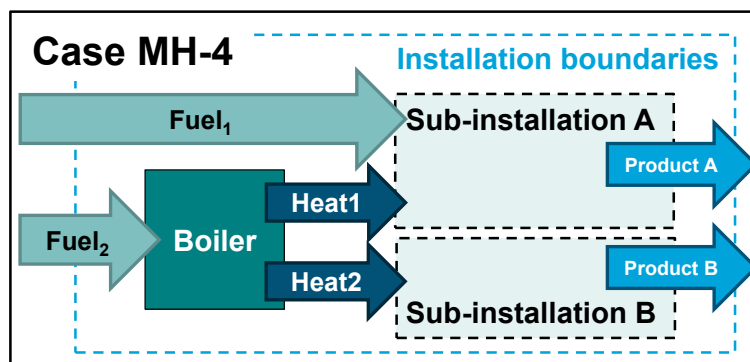 Case MH-4
Installation boundaries
Fuel₁
Sub-installation A
Product A
Heat1
Fuel₂
Boiler
Heat2
Product B
Sub-installation B